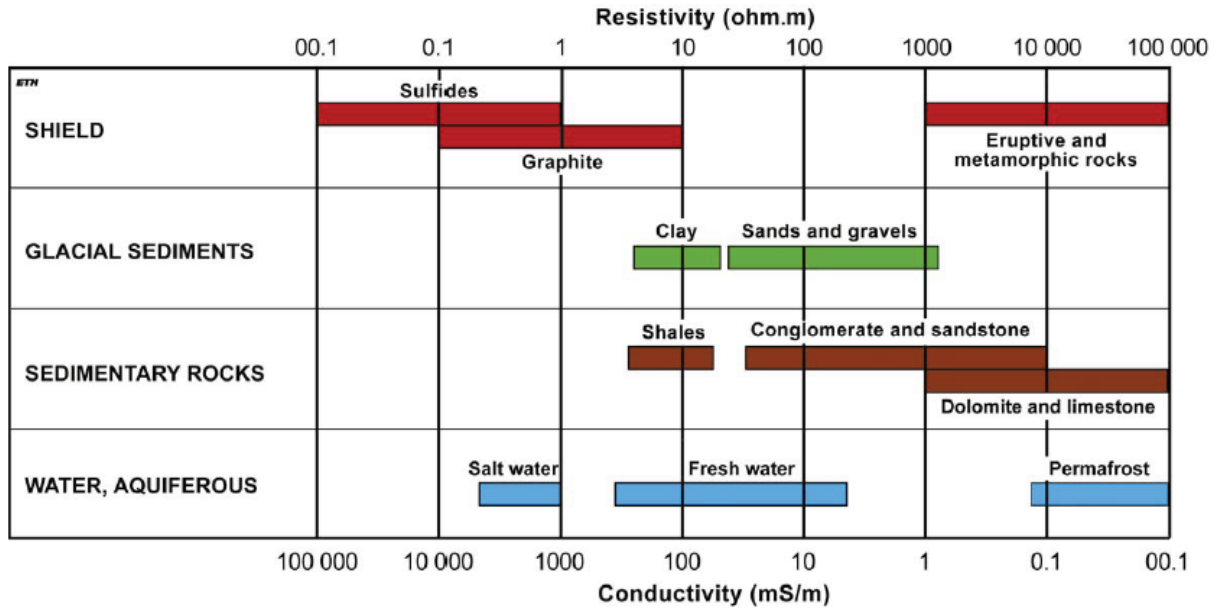 Resistivity (ohm.m)
00.1 0.1 1 10 100 1000 10 000 100 000
ETH
Sulfides
SHIELD
Graphite
Eruptive and
metamorphic rocks
Clay Sands and gravels
GLACIAL SEDIMENTS
Shales Conglomerate and sandstone
SEDIMENTARY ROCKS
Dolomite and limestone
Salt water Fresh water Permafrost
WATER, AQUIFEROUS
100 000 10 000 1000 100 10 1 0.1 00.1
Conductivity (mS/m)